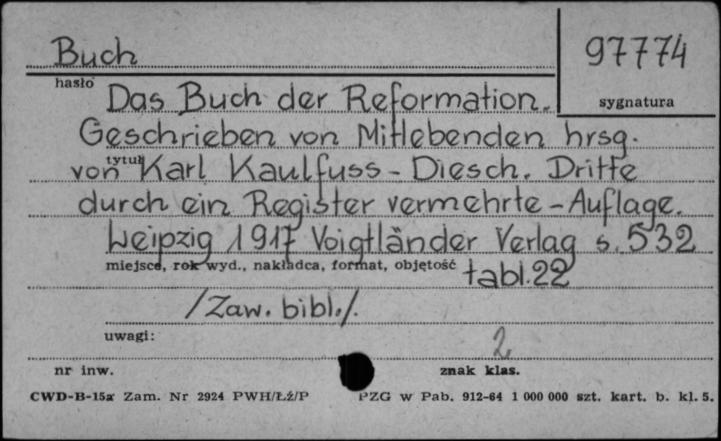 Buch
97774
hasło
sygnatura
Das Buch der Reformation.
Geschrieben von Mitlebenden hrsg.
von Karl Kaulfuss - Diesch. Dritte
tytuł
durch ein Register vermehrte - Auflage.
Leipzig 1917 Voigtländer Verlag s. 532
miejsce, rok wyd., nakładca, format, objętość
tabl. 22
/Zaw. bibl./.
uwagi:
2
nr inw.
znak klas.
CWD-B-15a Zam. Nr 2924 PWH/Łż/P PZG w Pab. 912-64 1 000 000 szt. kart. b. kl. 5.